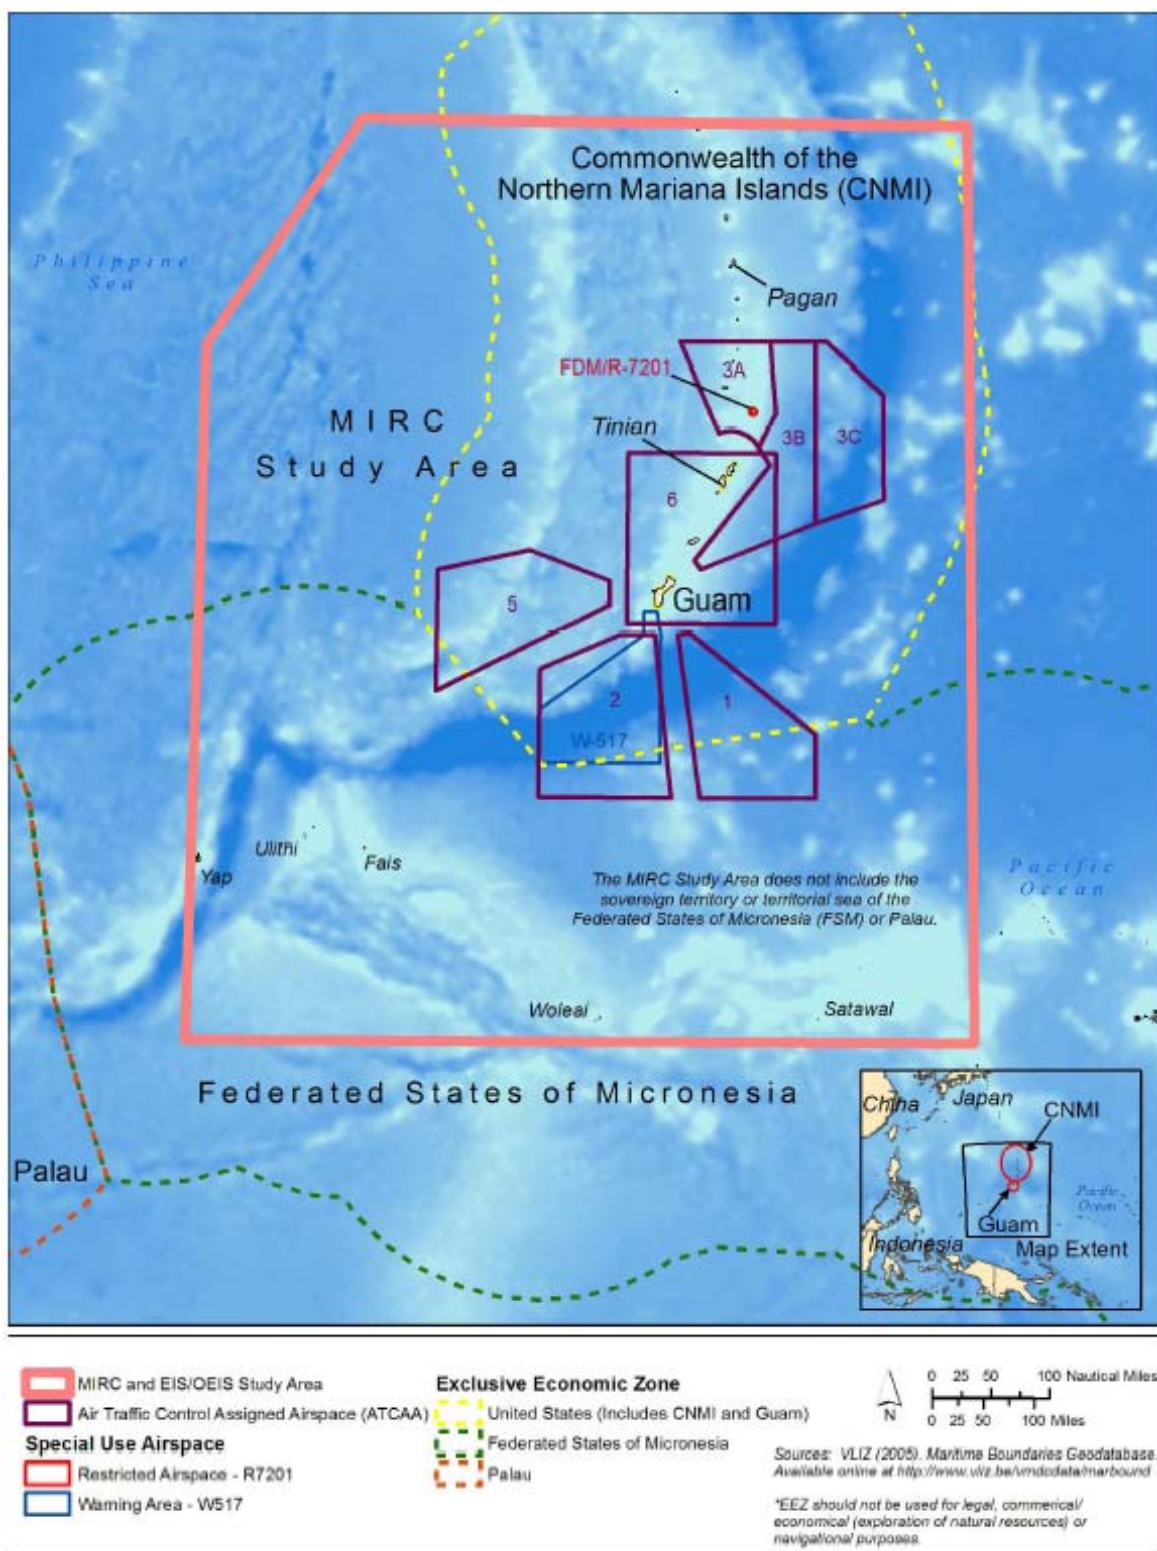 Commonwealth of the
Northern Mariana Islands (CNMI)
Philippine
Sea
Pagan
FDM/R-7201
3A
MIRC
Study Area
Tinian
3B
3C
6
5
Guam
2
1
W-517
Ulithi
Fais
Yap
Pacific
Ocean
The MIRC Study Area does not include the
sovereign territory or territorial sea of the
Federated States of Micronesia (FSM) or Palau.
Woleai
Satawal
Federated States of Micronesia
Palau
China
Japan
CNMI
Pacific
Ocean
Guam
Indonesia
Map Extent
MIRC and EIS/OEIS Study Area
Air Traffic Control Assigned Airspace (ATCAA)
Special Use Airspace
Restricted Airspace - R7201
Warning Area - W517
Exclusive Economic Zone
United States (Includes CNMI and Guam)
Federated States of Micronesia
Palau
N
0 25 50 100 Nautical Miles
0 25 50 100 Miles
Sources: VLIZ (2005). Maritime Boundaries Geodatabase.
Available online at http://www.vliz.be/vmdcdata/marbound
*EEZ should not be used for legal, commerical/
economical (exploration of natural resources) or
navigational purposes.